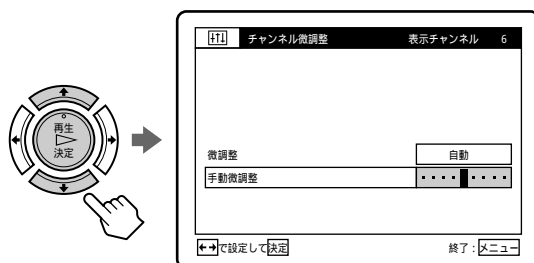 チャンネル微調整 表示チャンネル 6
再生
決定
微調整 自動
手動微調整
←→で設定して決定 終了：メニュー